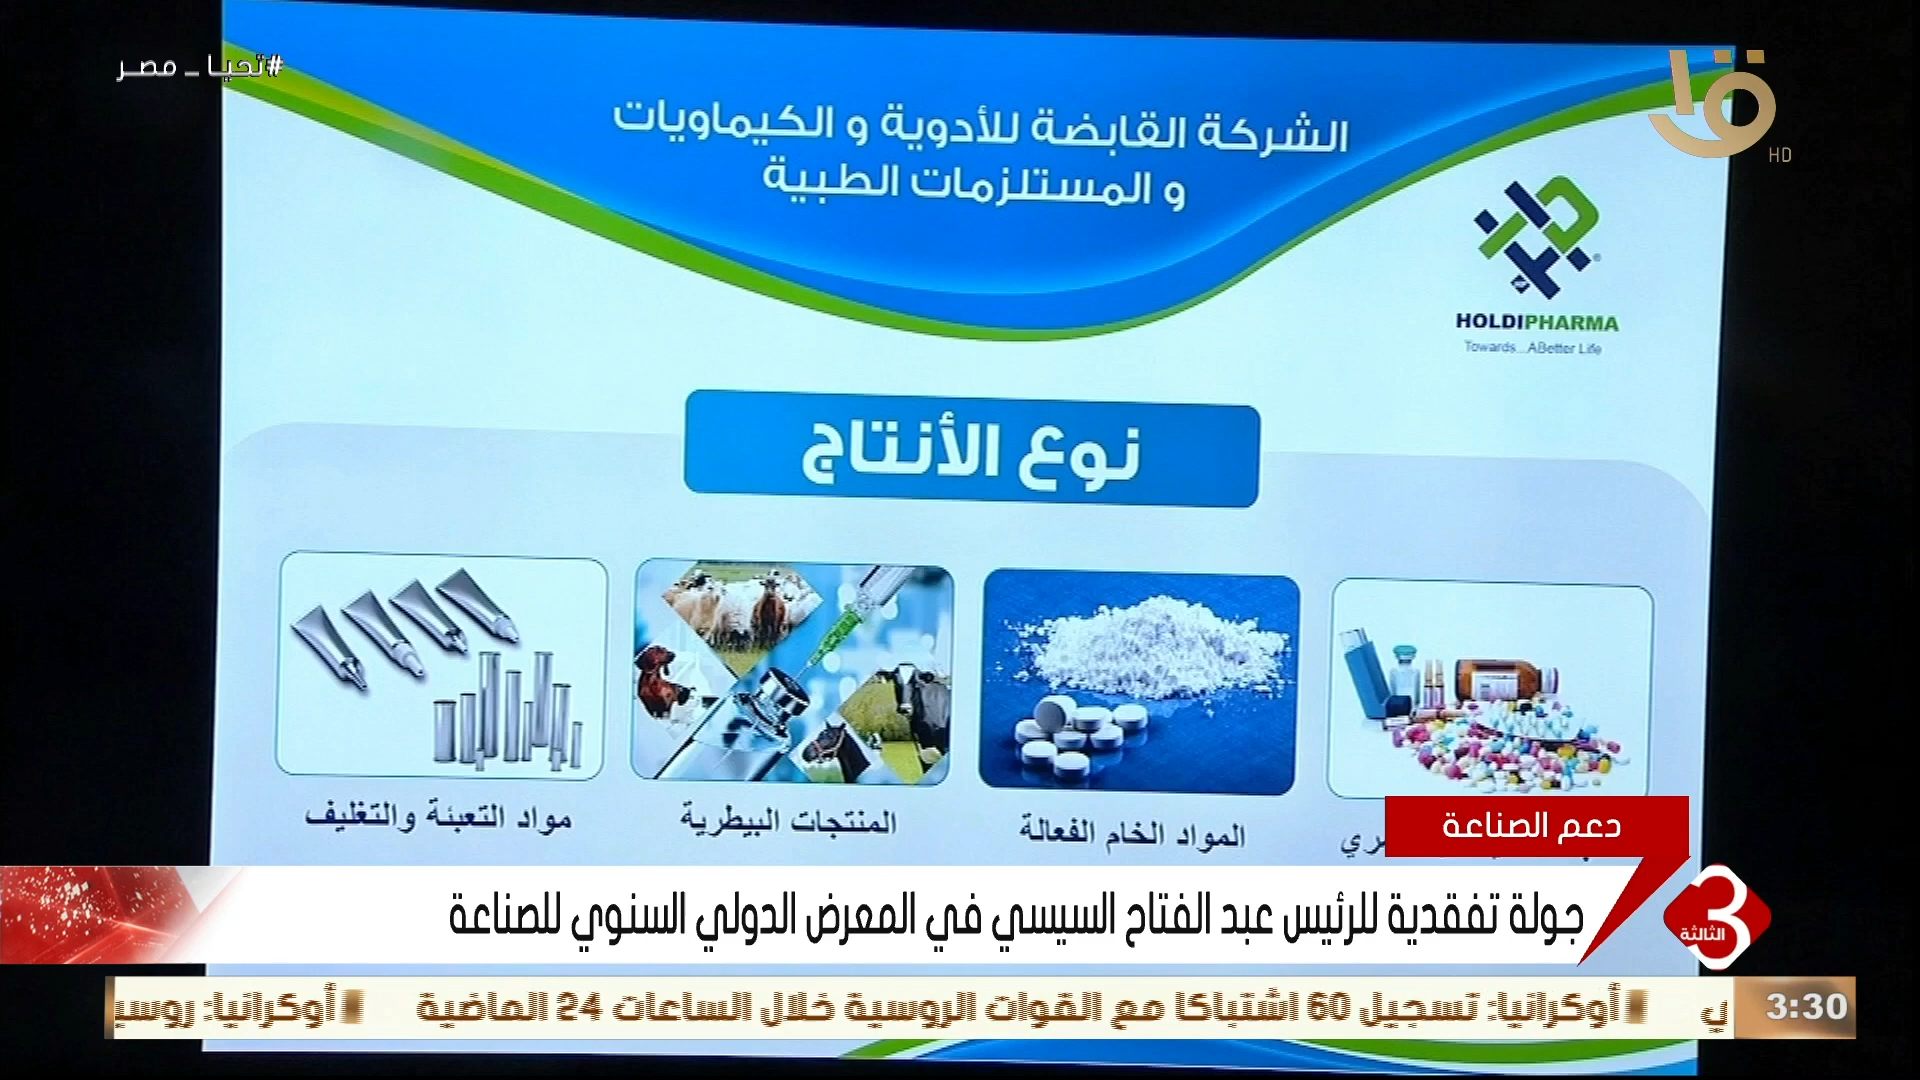 #تحيا ـ مصر
HD
الشركة القابضة للأدوية و الكيماويات
و المستلزمات الطبية
HOLDIPHARMA
Towards...ABetter Life
نوع الأنتاج
المواد الخام الفعالة
المنتجات البيطرية
مواد التعبئة والتغليف
دعم الصناعة
جولة تفقدية للرئيس عبد الفتاح السيسي في المعرض الدولي السنوي للصناعة
3
الثالثة
أوكرانيا: تسجيل 60 اشتباكا مع القوات الروسية خلال الساعات 24 الماضية
أوكرانيا:
3:30